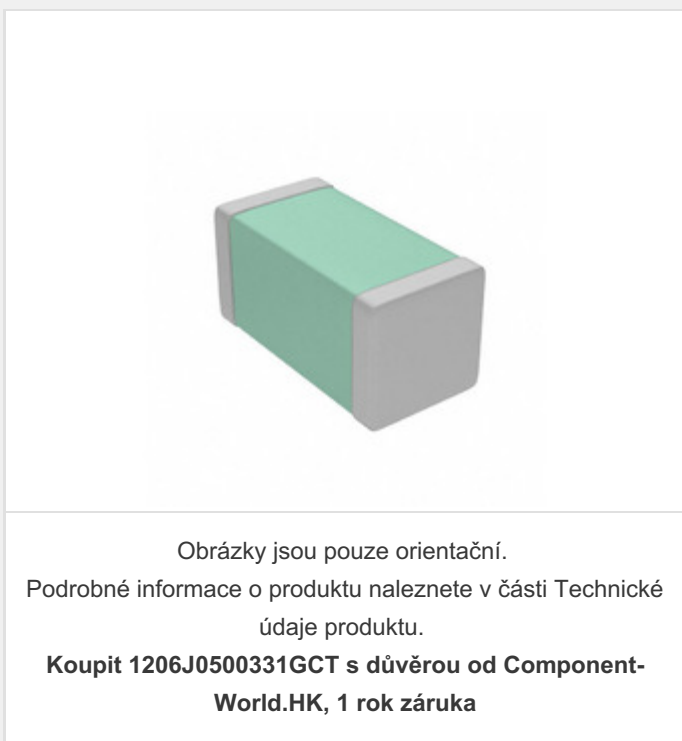 Obrázky jsou pouze orientační.
Podrobné informace o produktu naleznete v části Technické
údaje produktu.
Koupit 1206J0500331GCT s důvěrou od Component-
World.HK, 1 rok záruka